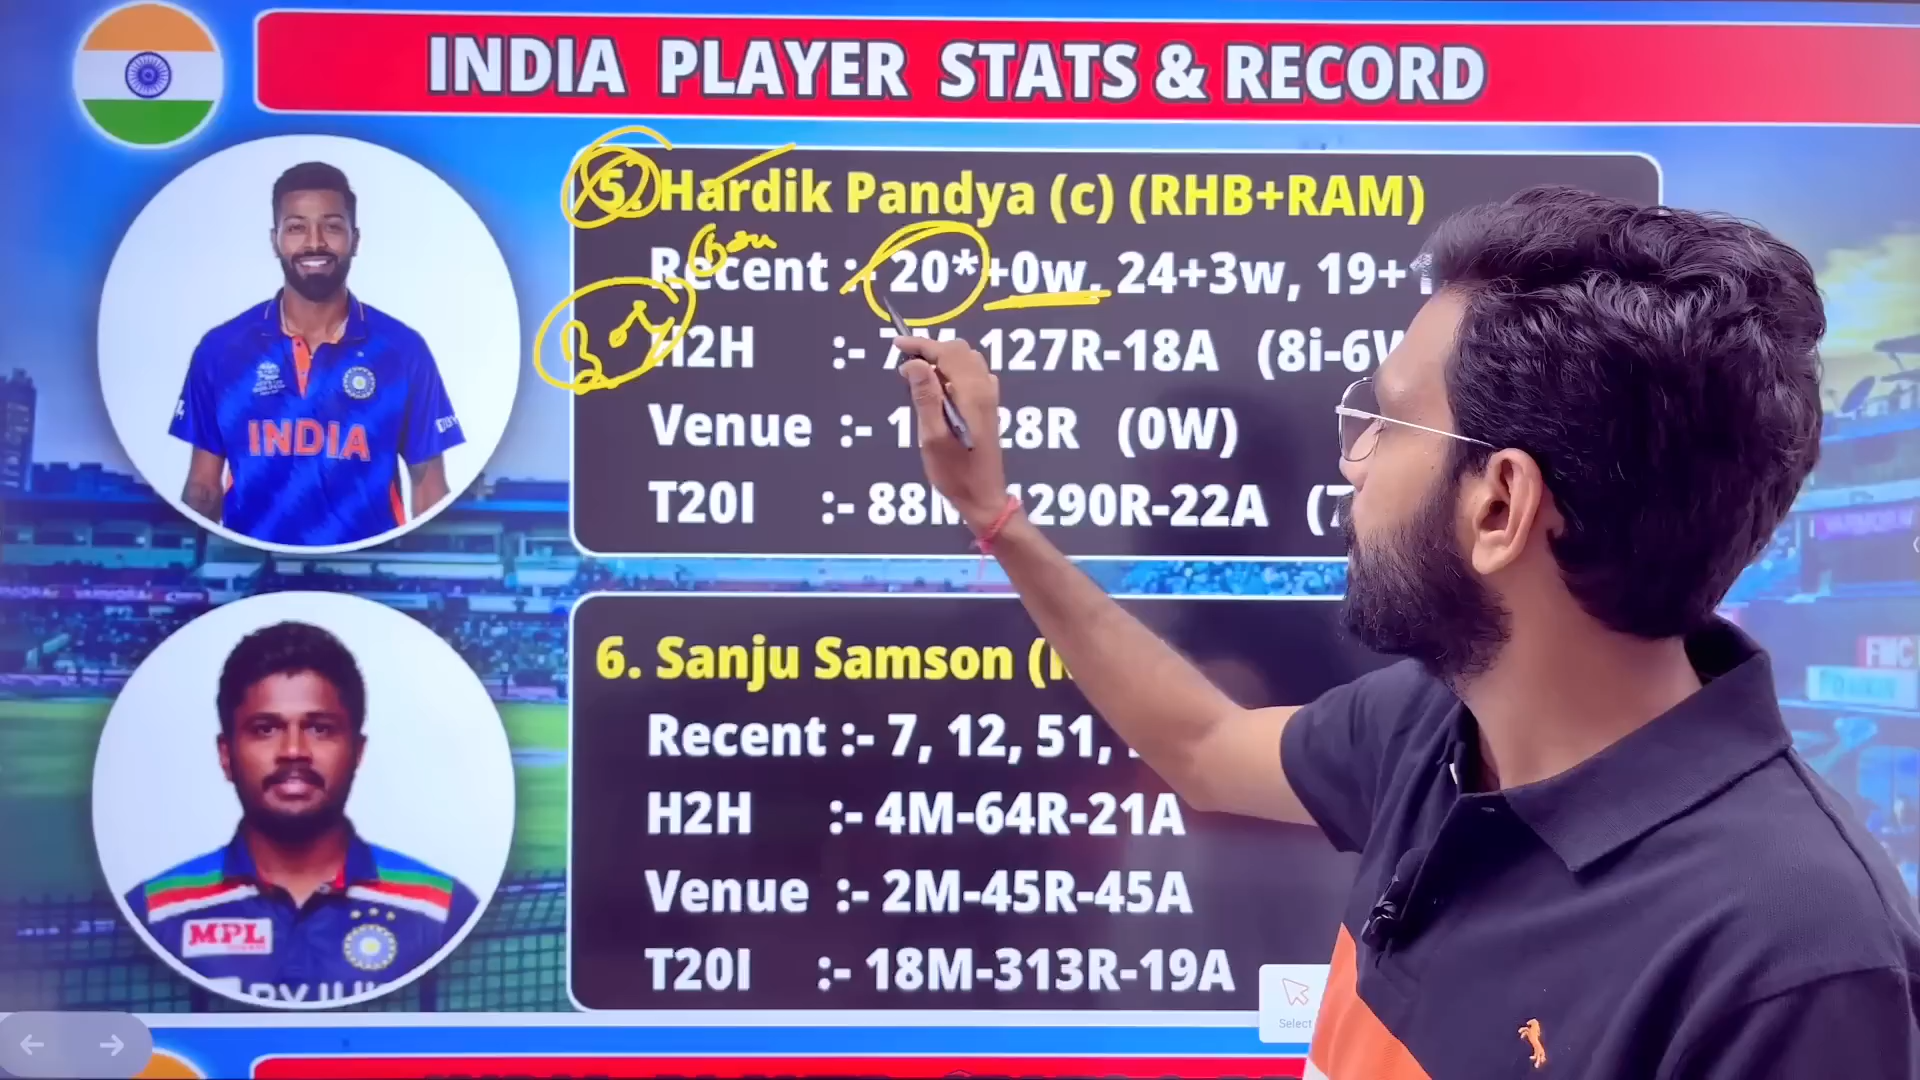 INDIA PLAYER STATS & RECORD
5. Hardik Pandya (c) (RHB+RAM)
Recent :- 20*+0w, 24+3w, 19+1
H2H :- 7M-127R-18A (8i-6W
Venue :- 28R (0W)
T20I :- 88M 1290R-22A (7
INDIA
6. Sanju Samson
Recent :- 7, 12, 51,
H2H :- 4M-64R-21A
Venue :- 2M-45R-45A
T20I :- 18M-313R-19A
MPL
Select